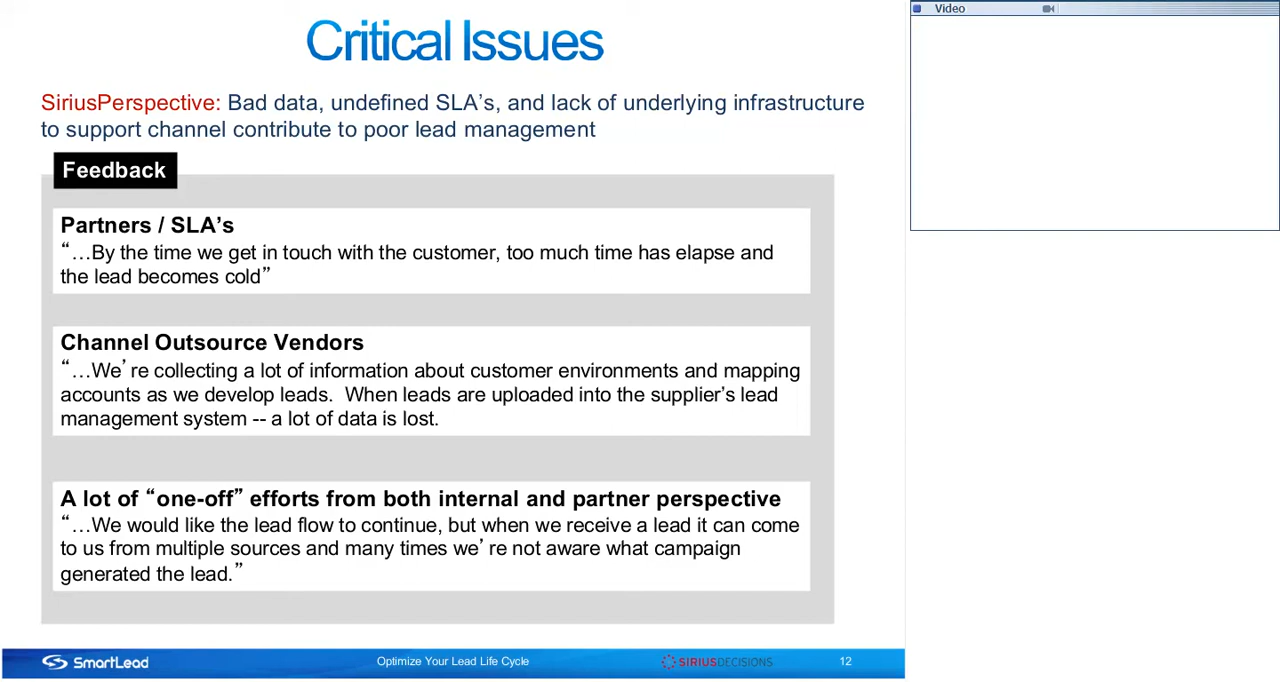 Critical Issues
Video
SiriusPerspective: Bad data, undefined SLA's, and lack of underlying infrastructure
to support channel contribute to poor lead management
Feedback
Partners / SLA's
“…By the time we get in touch with the customer, too much time has elapse and
the lead becomes cold”
Channel Outsource Vendors
“…We’re collecting a lot of information about customer environments and mapping
accounts as we develop leads. When leads are uploaded into the supplier’s lead
management system -- a lot of data is lost.
A lot of “one-off” efforts from both internal and partner perspective
“…We would like the lead flow to continue, but when we receive a lead it can come
to us from multiple sources and many times we’re not aware what campaign
generated the lead.”
SmartLead
Optimize Your Lead Life Cycle
SIRIUSDECISIONS
12